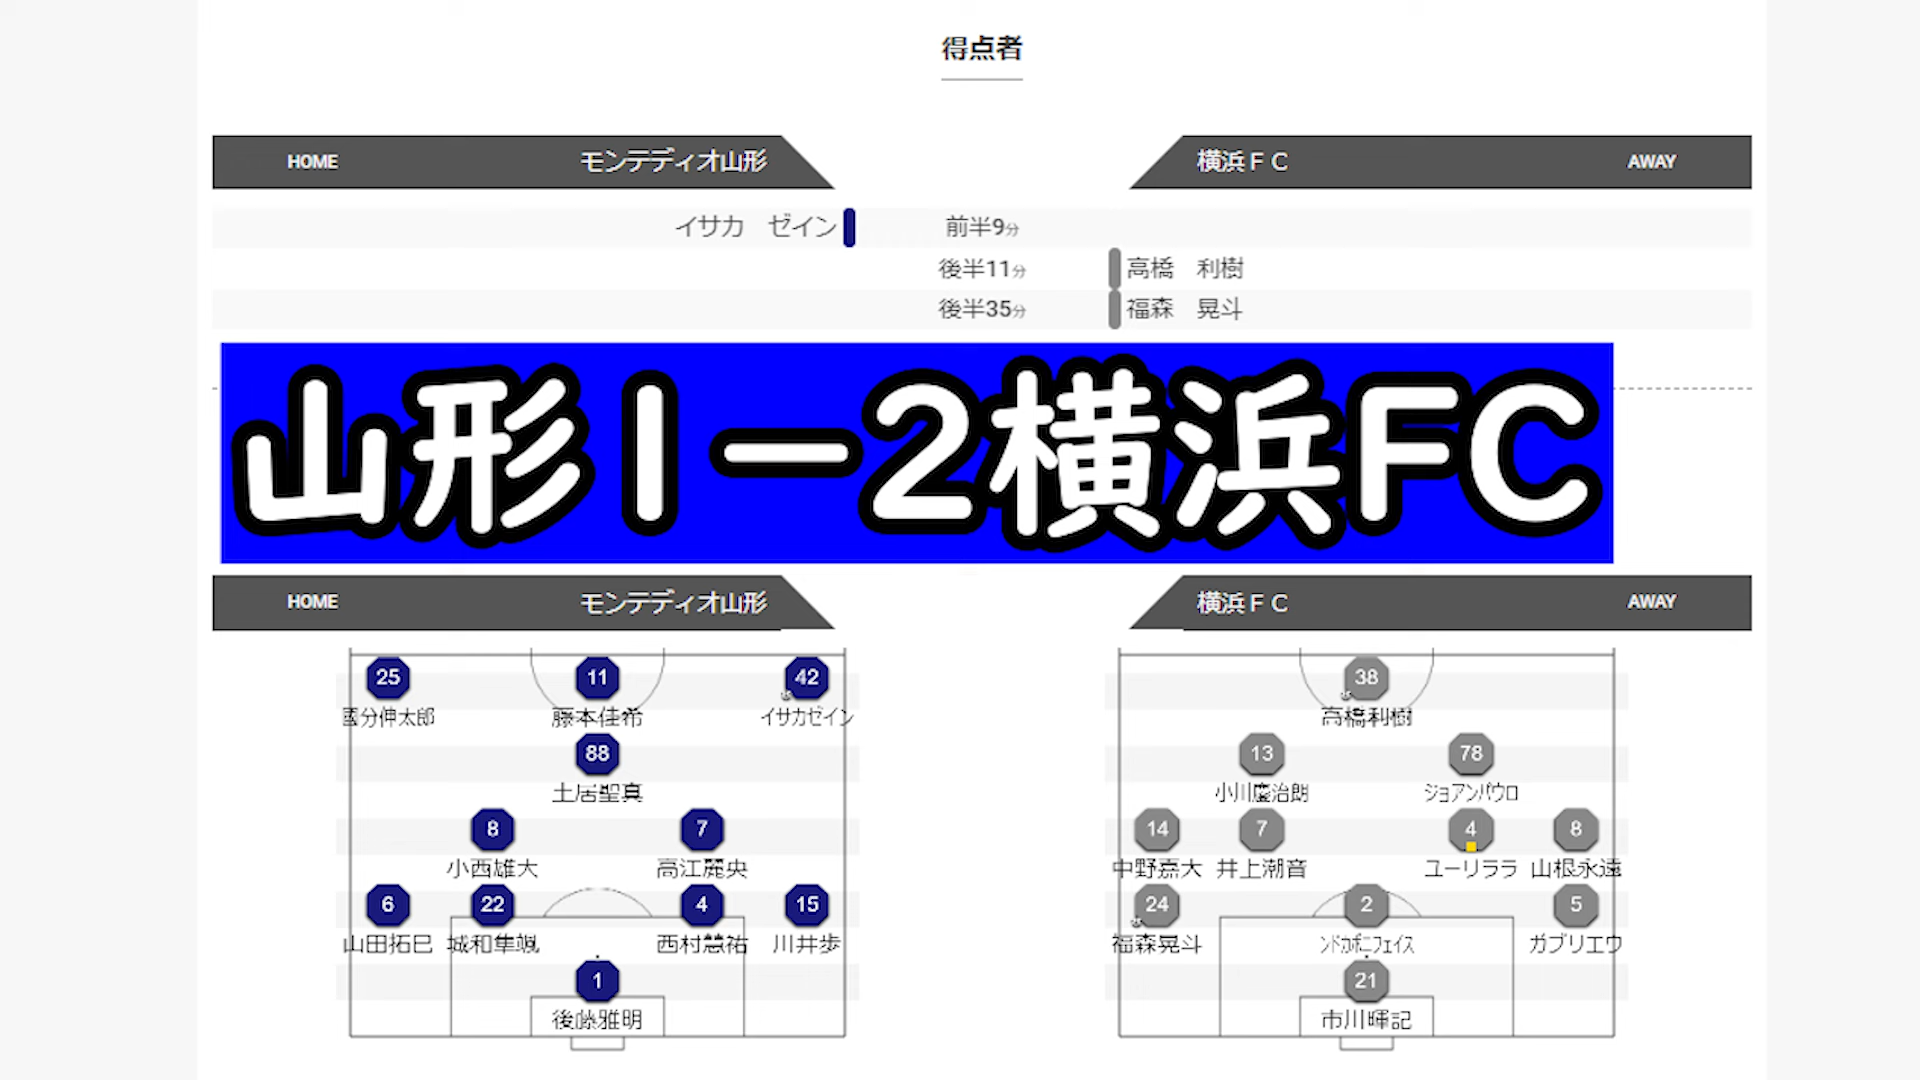 得点者
HOME モンテディオ山形 横浜ＦＣ AWAY
イサカ　ゼイン 前半9分
後半11分 高橋　利樹
後半35分 福森　晃斗
山形1－2横浜FC
HOME モンテディオ山形 横浜ＦＣ AWAY
25 11 42 38
國分伸太郎 藤本佳希 イサカゼイン 高橋利樹
88 13 78
土居聖真 小川慶治朗 ジョアンパウロ
8 7 14 7 4 8
小西雄大 高江麗央 中野嘉大 井上潮音 ユーリララ 山根永遠
6 22 4 15 24 2 5
山田拓巳 城和隼颯 西村慧祐 川井歩 福森晃斗 ンドカボニフェイス ガブリエウ
1 21
後藤雅明 市川暉記